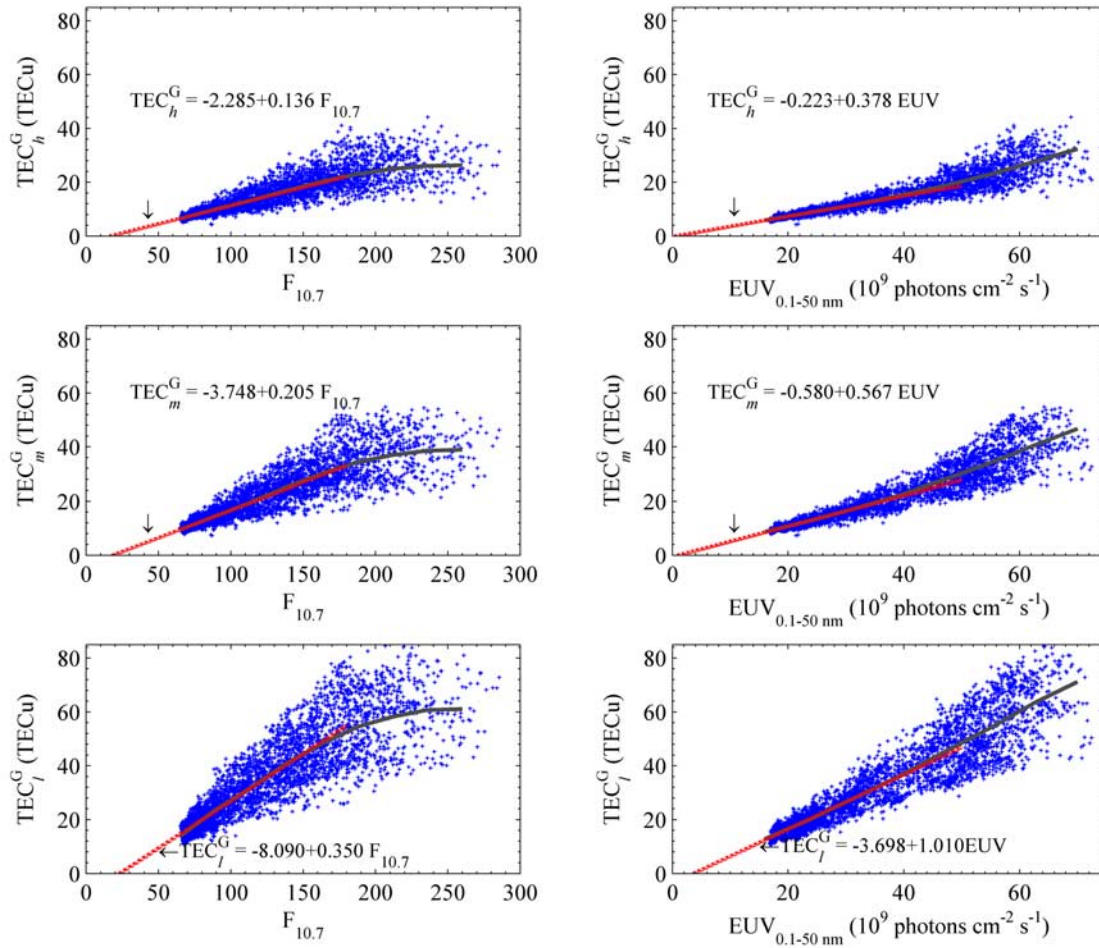 80
60
40
20
0
TEC_h^G (TECu)
TEC_h^G = -2.285+0.136 F_10.7
↓
0 50 100 150 200 250 300
F_10.7
80
60
40
20
0
TEC_h^G (TECu)
TEC_h^G = -0.223+0.378 EUV
↓
0 20 40 60
EUV_0.1-50 nm (10^9 photons cm^-2 s^-1)
80
60
40
20
0
TEC_m^G (TECu)
TEC_m^G = -3.748+0.205 F_10.7
↓
0 50 100 150 200 250 300
F_10.7
80
60
40
20
0
TEC_m^G (TECu)
TEC_m^G = -0.580+0.567 EUV
↓
0 20 40 60
EUV_0.1-50 nm (10^9 photons cm^-2 s^-1)
80
60
40
20
0
TEC_l^G (TECu)
←TEC_l^G = -8.090+0.350 F_10.7
0 50 100 150 200 250 300
F_10.7
80
60
40
20
0
TEC_l^G (TECu)
←TEC_l^G = -3.698+1.010EUV
0 20 40 60
EUV_0.1-50 nm (10^9 photons cm^-2 s^-1)